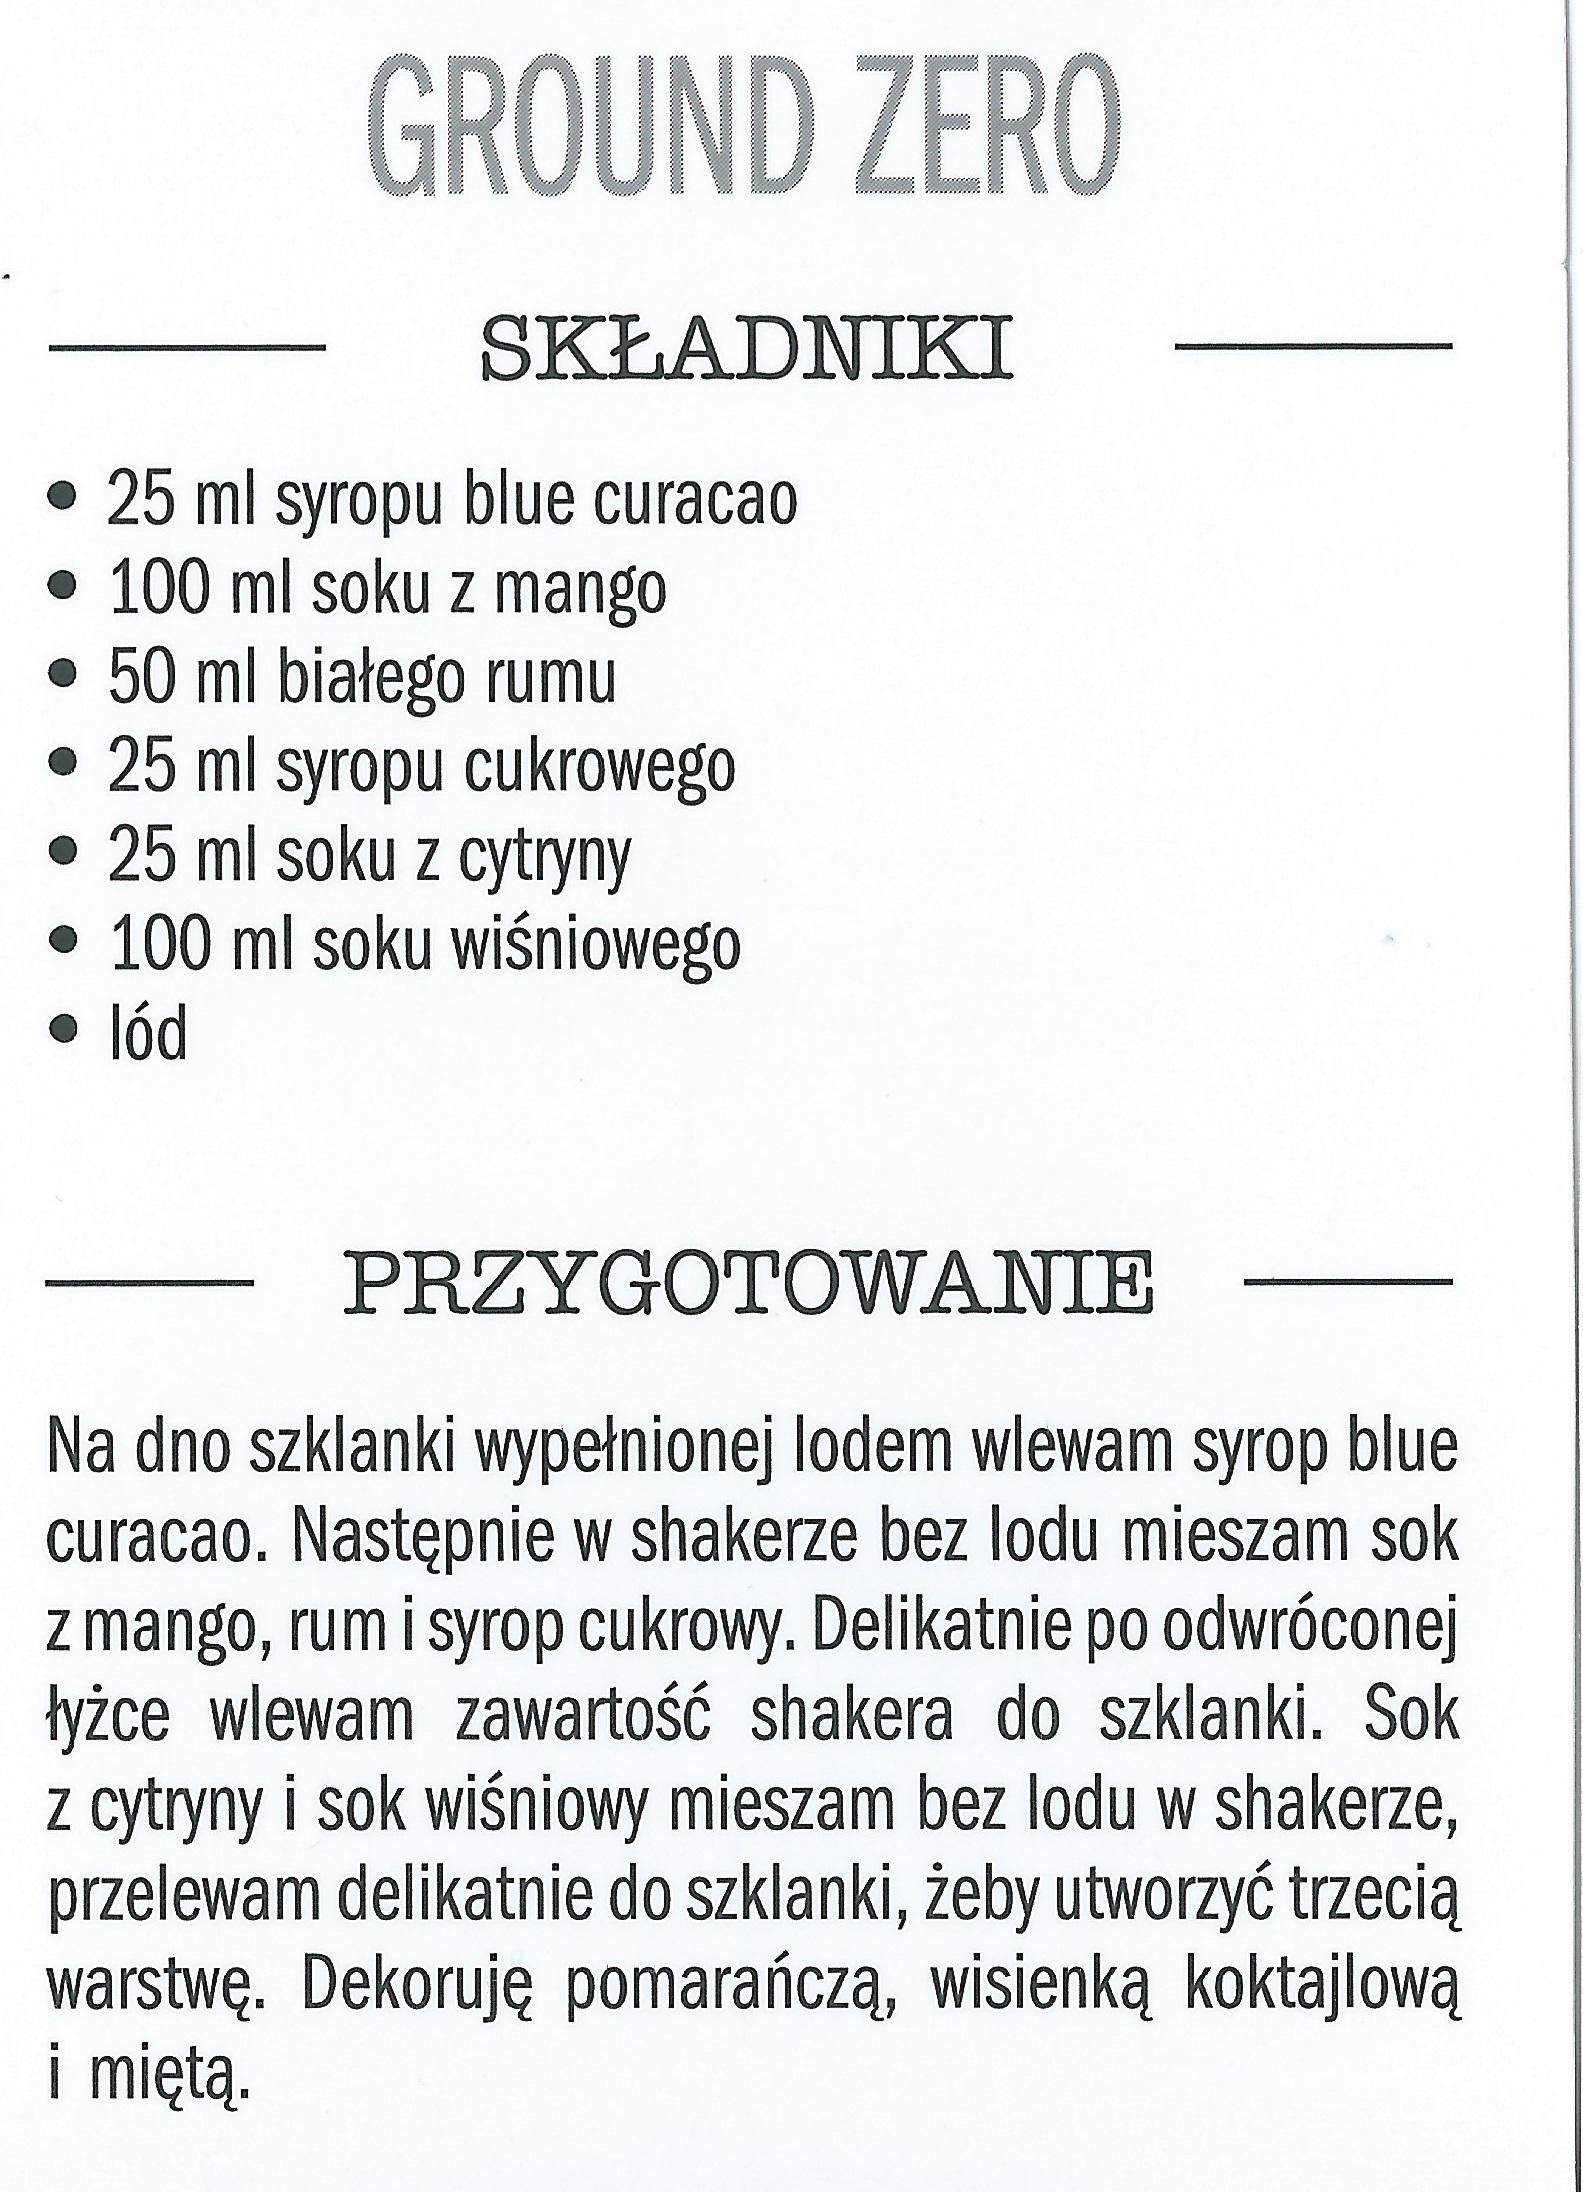 GROUND ZERO
SKŁADNIKI
• 25 ml syropu blue curacao
• 100 ml soku z mango
• 50 ml białego rumu
• 25 ml syropu cukrowego
• 25 ml soku z cytryny
• 100 ml soku wiśniowego
• lód
PRZYGOTOWANIE
Na dno szklanki wypełnionej lodem wlewam syrop blue
curacao. Następnie w shakerze bez lodu mieszam sok
z mango, rum i syrop cukrowy. Delikatnie po odwróconej
łyżce wlewam zawartość shakera do szklanki. Sok
z cytryny i sok wiśniowy mieszam bez lodu w shakerze,
przelewam delikatnie do szklanki, żeby utworzyć trzecią
warstwę. Dekoruję pomarańczą, wisienką koktajlową
i miętą.